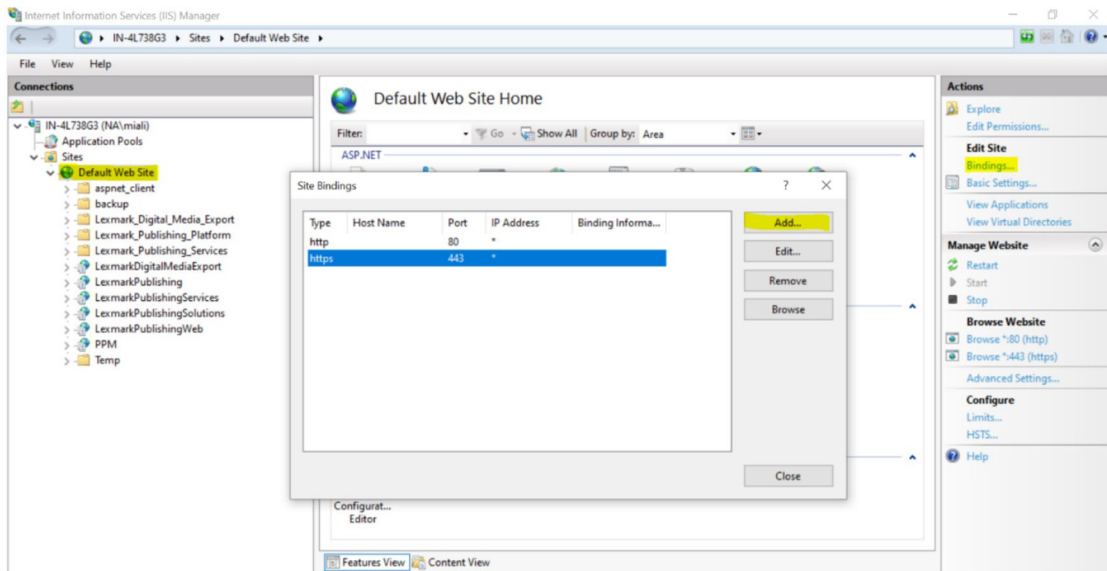 Internet Information Services (IIS) Manager
IN-4L738G3 Sites Default Web Site
File View Help
Connections
IN-4L738G3 (NA\miali)
Application Pools
Sites
Default Web Site
aspnet_client
backup
Lexmark_Digital_Media_Export
Lexmark_Publishing_Platform
Lexmark_Publishing_Services
LexmarkDigitalMediaExport
LexmarkPublishing
LexmarkPublishingServices
LexmarkPublishingSolutions
LexmarkPublishingWeb
PPM
Temp
Default Web Site Home
Filter: Go Show All Group by: Area
ASP.NET
Site Bindings ?
Type Host Name Port IP Address Binding Informa...
http 80 *
https 443 *
Add...
Edit...
Remove
Browse
Close
Configurat...
Editor
Features View Content View
Actions
Explore
Edit Permissions...
Edit Site
Bindings...
Basic Settings...
View Applications
View Virtual Directories
Manage Website
Restart
Start
Stop
Browse Website
Browse *:80 (http)
Browse *:443 (https)
Advanced Settings...
Configure
Limits...
HSTS...
Help